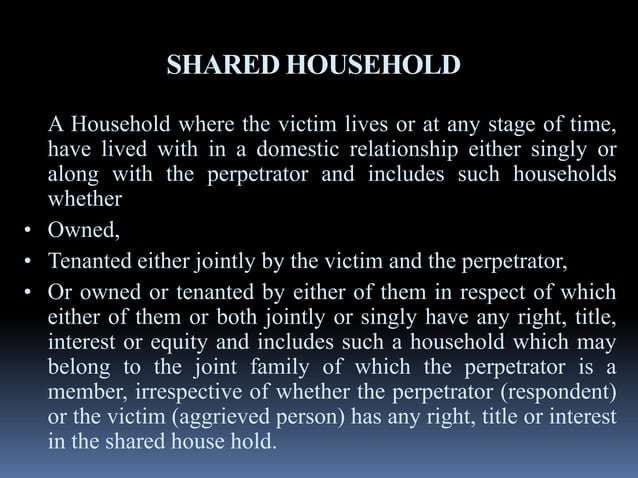 SHARED HOUSEHOLD
A Household where the victim lives or at any stage of time,
have lived with in a domestic relationship either singly or
along with the perpetrator and includes such households
whether
• Owned,
• Tenanted either jointly by the victim and the perpetrator,
• Or owned or tenanted by either of them in respect of which
either of them or both jointly or singly have any right, title,
interest or equity and includes such a household which may
belong to the joint family of which the perpetrator is a
member, irrespective of whether the perpetrator (respondent)
or the victim (aggrieved person) has any right, title or interest
in the shared house hold.